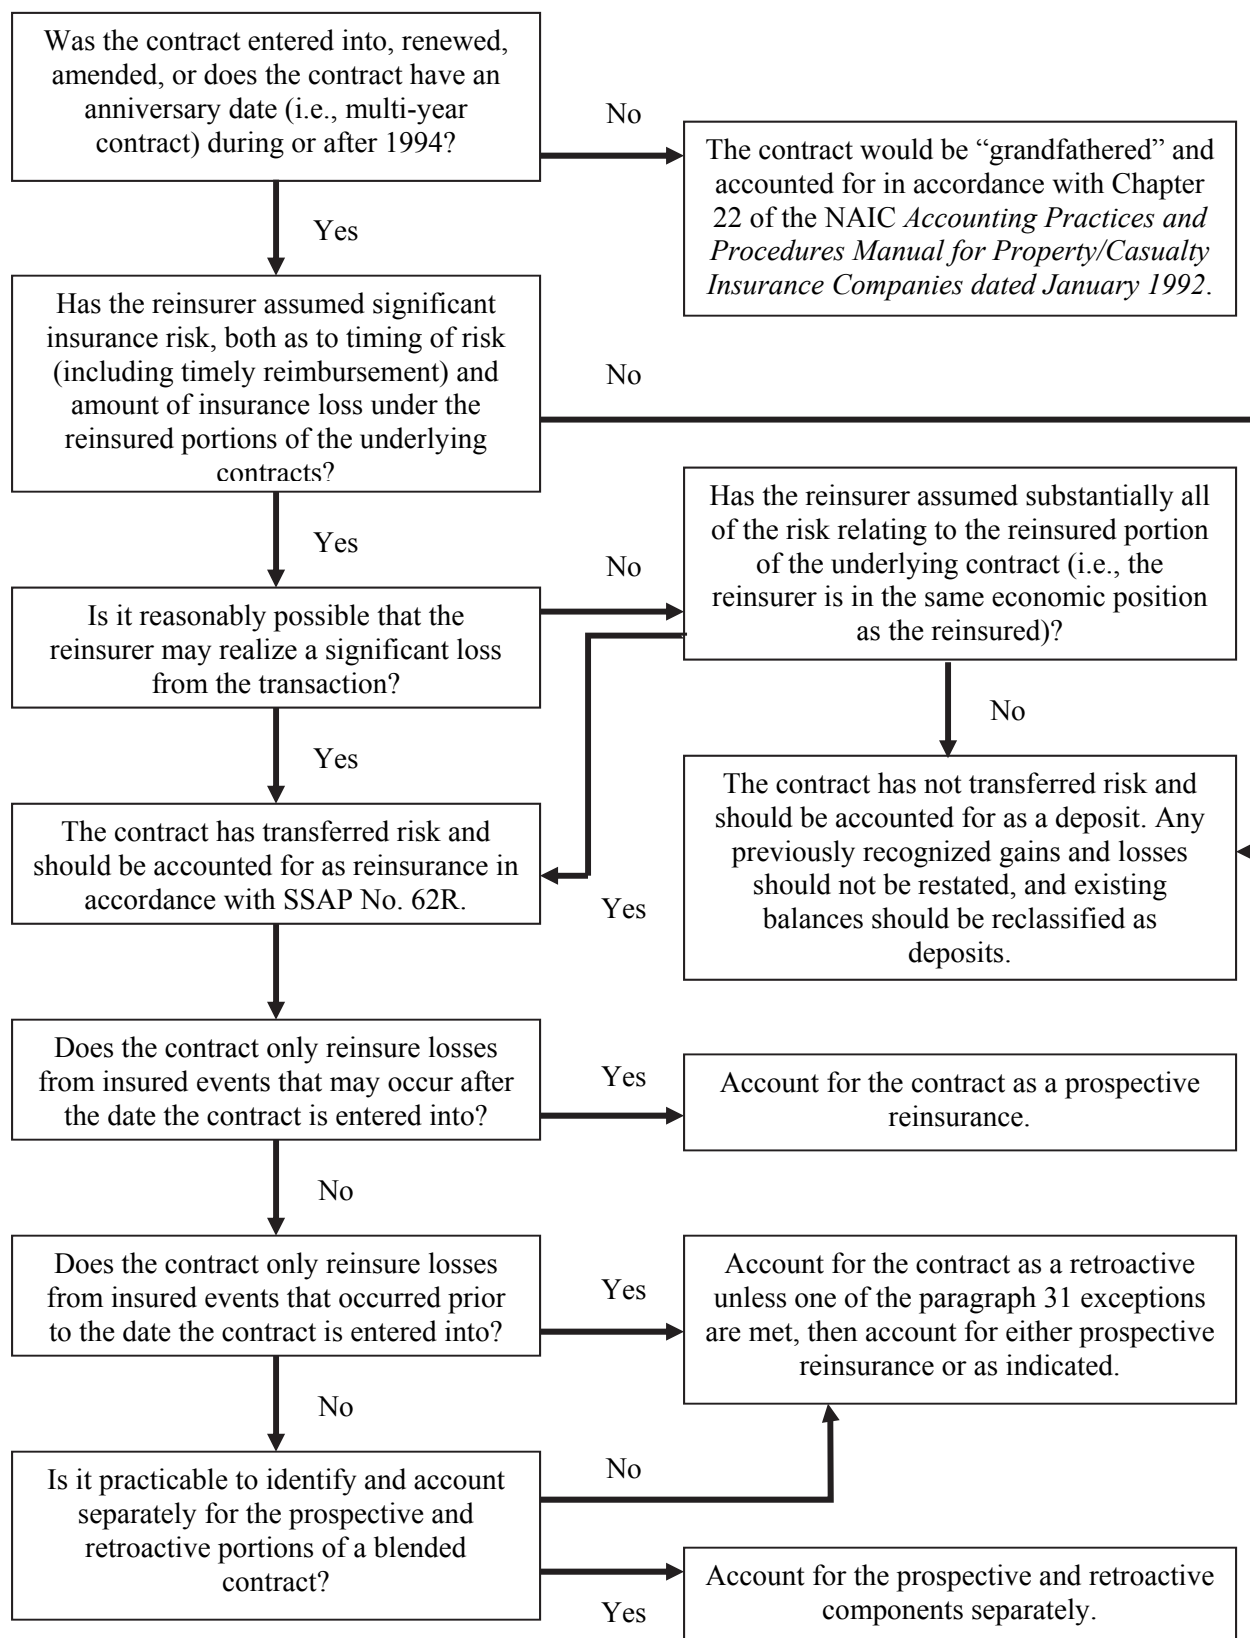 Was the contract entered into, renewed,
amended, or does the contract have an
anniversary date (i.e., multi-year
contract) during or after 1994?
No
The contract would be “grandfathered” and
accounted for in accordance with Chapter
22 of the NAIC Accounting Practices and
Procedures Manual for Property/Casualty
Insurance Companies dated January 1992.
Yes
Has the reinsurer assumed significant
insurance risk, both as to timing of risk
(including timely reimbursement) and
amount of insurance loss under the
reinsured portions of the underlying
contracts?
No
Has the reinsurer assumed substantially all
of the risk relating to the reinsured portion
of the underlying contract (i.e., the
reinsurer is in the same economic position
as the reinsured)?
Yes
No
Is it reasonably possible that the
reinsurer may realize a significant loss
from the transaction?
No
Yes
The contract has not transferred risk and
should be accounted for as a deposit. Any
previously recognized gains and losses
should not be restated, and existing
balances should be reclassified as
deposits.
The contract has transferred risk and
should be accounted for as reinsurance in
accordance with SSAP No. 62R.
Yes
Does the contract only reinsure losses
from insured events that may occur after
the date the contract is entered into?
Yes
Account for the contract as a prospective
reinsurance.
No
Does the contract only reinsure losses
from insured events that occurred prior
to the date the contract is entered into?
Yes
Account for the contract as a retroactive
unless one of the paragraph 31 exceptions
are met, then account for either prospective
reinsurance or as indicated.
No
Is it practicable to identify and account
separately for the prospective and
retroactive portions of a blended
contract?
No
Yes
Account for the prospective and retroactive
components separately.